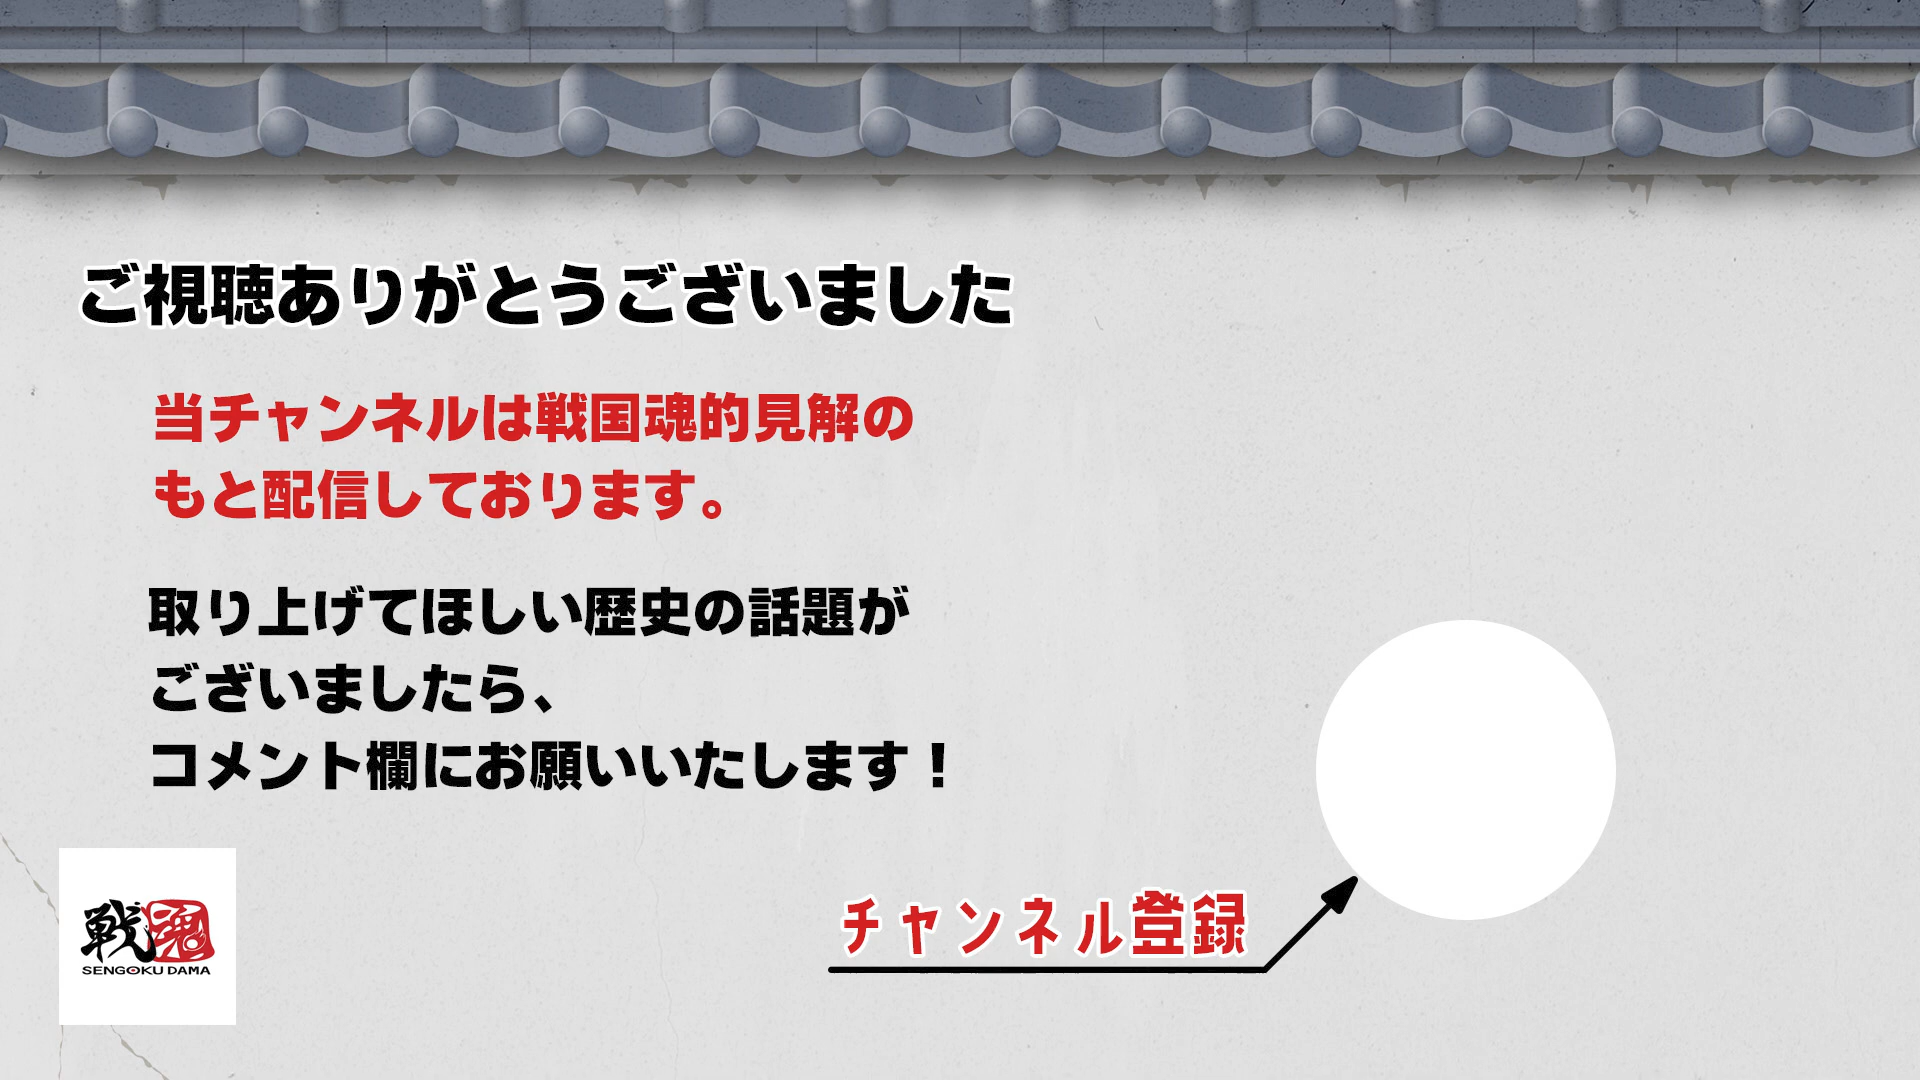 ご視聴ありがとうございました
当チャンネルは戦国魂的見解の
もと配信しております。
取り上げてほしい歴史の話題が
ございましたら、
コメント欄にお願いいたします！
チャンネル登録
戦魂
SENGOKU DAMA